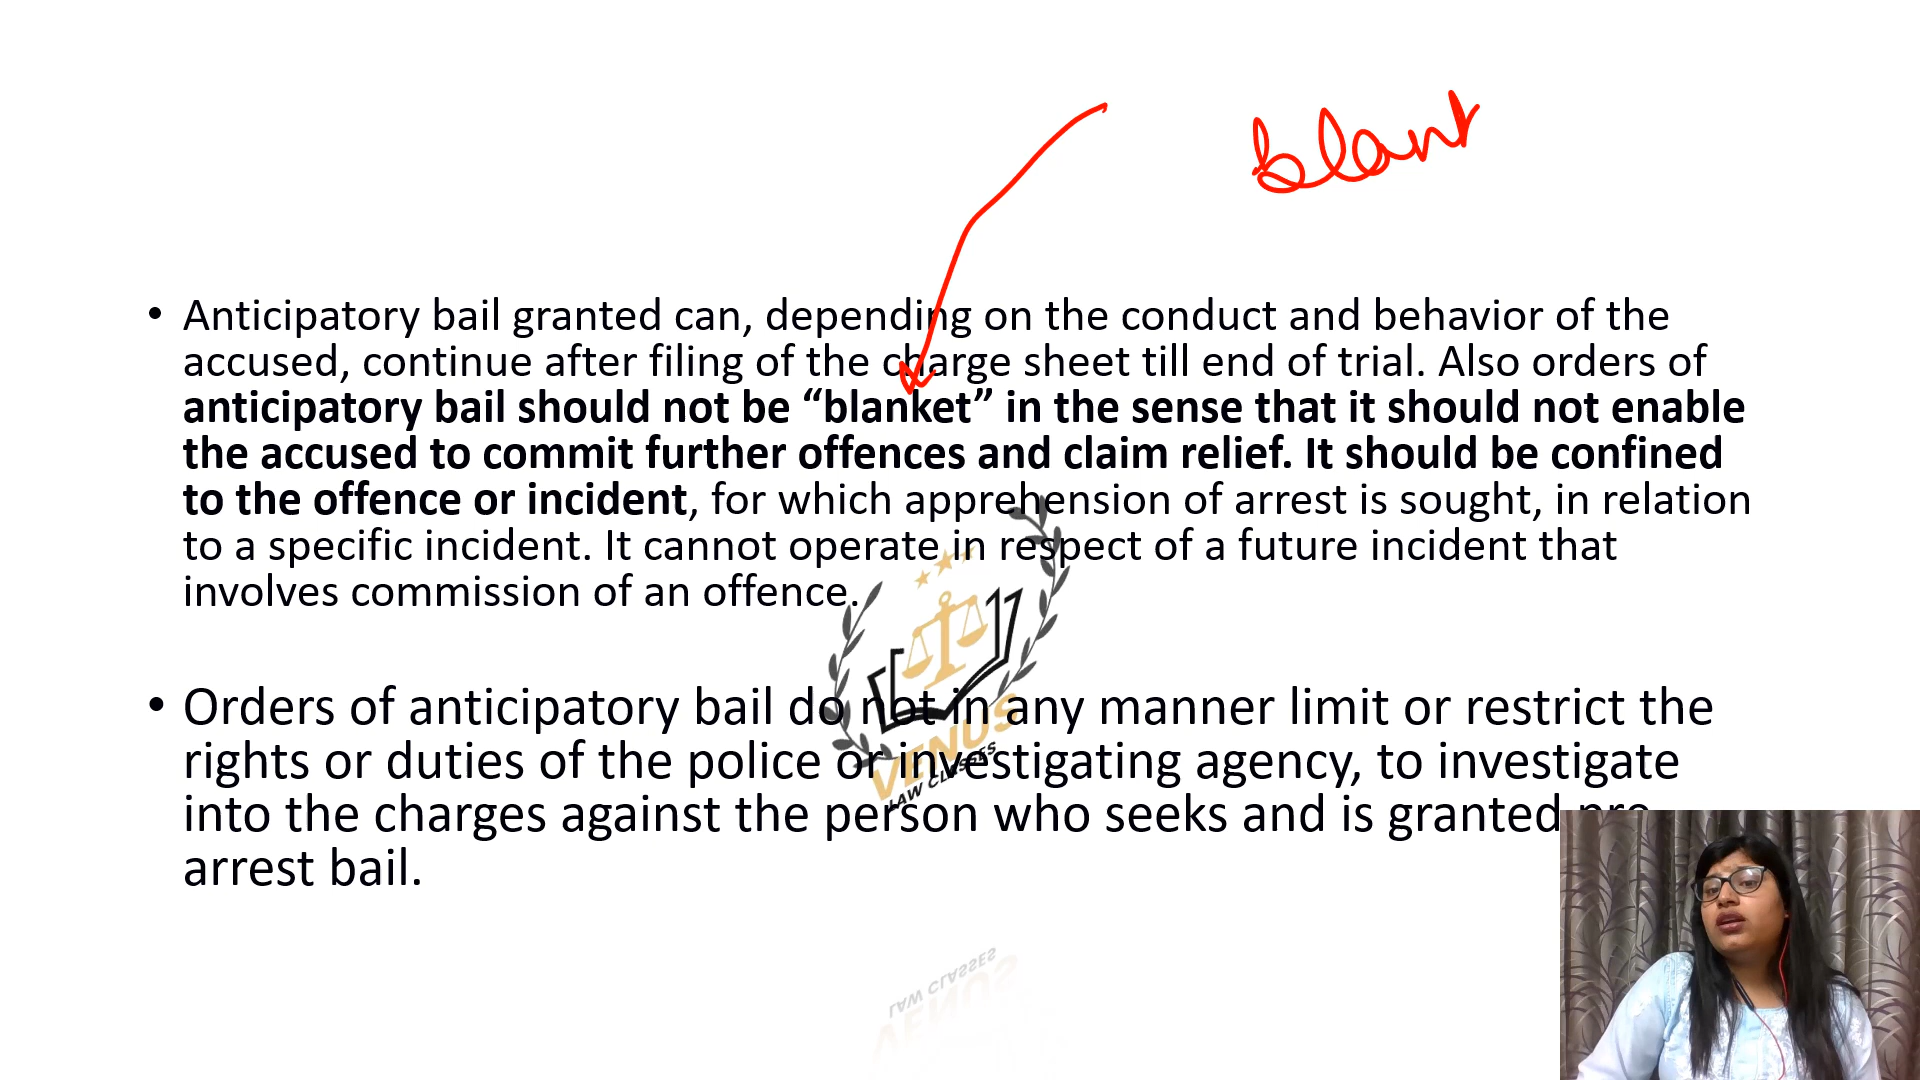 blant
• Anticipatory bail granted can, depending on the conduct and behavior of the
accused, continue after filing of the charge sheet till end of trial. Also orders of
anticipatory bail should not be “blanket” in the sense that it should not enable
the accused to commit further offences and claim relief. It should be confined
to the offence or incident, for which apprehension of arrest is sought, in relation
to a specific incident. It cannot operate in respect of a future incident that
involves commission of an offence.
• Orders of anticipatory bail do not in any manner limit or restrict the
rights or duties of the police or investigating agency, to investigate
into the charges against the person who seeks and is granted pre
arrest bail.
VENUS
LAW CLASSES